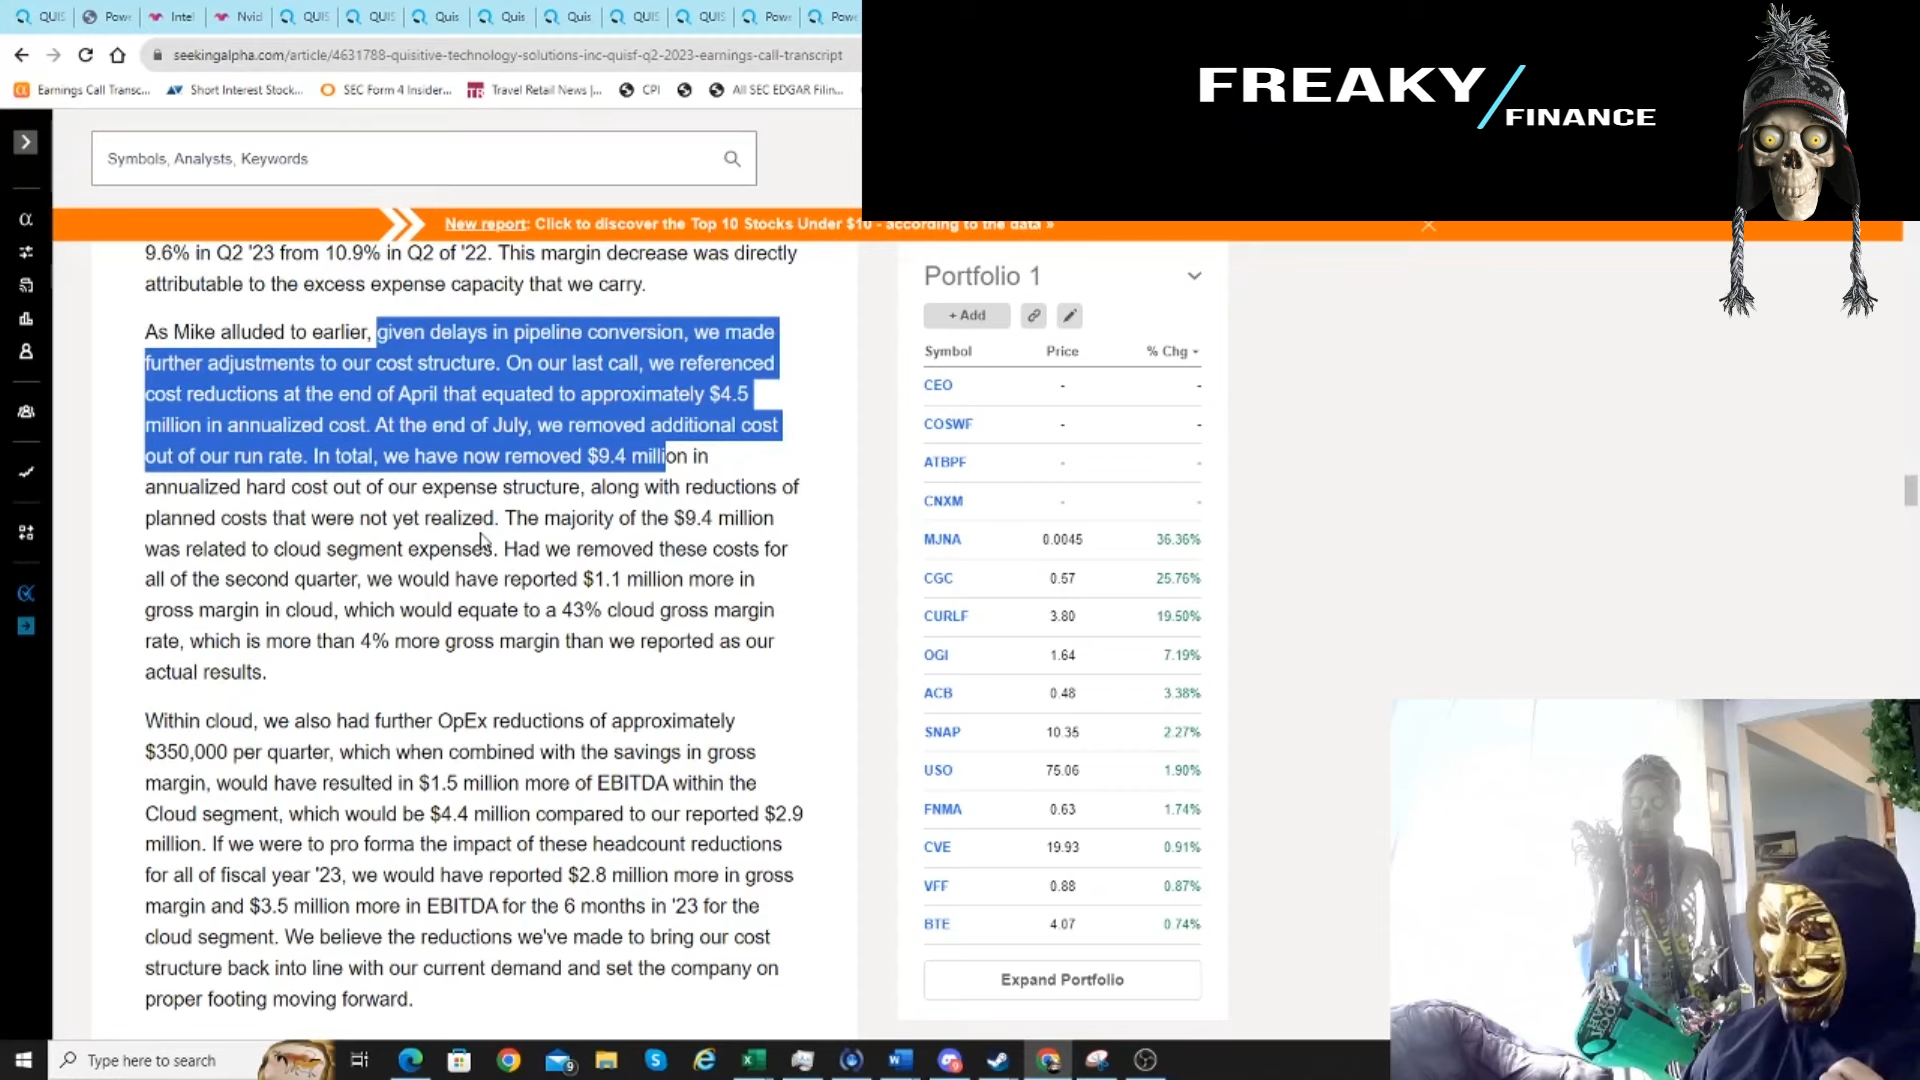 QUIS
Powe
Intel
Nvid
QUIS
QUIS
Quis
Quis
Quis
QUIS
QUIS
Powe
Pow
seekingalpha.com/article/4631788-quisitive-technology-solutions-inc-quisf-q2-2023-earnings-call-transcript
Earnings Call Transc...
Short Interest Stock...
SEC Form 4 Insider...
Travel Retail News |...
CPI
All SEC EDGAR Filin...
FREAKY/
FINANCE
Symbols, Analysts, Keywords
New report: Click to discover the Top 10 Stocks Under $10 - according to the data »
9.6% in Q2 '23 from 10.9% in Q2 of '22. This margin decrease was directly
attributable to the excess expense capacity that we carry.
As Mike alluded to earlier, given delays in pipeline conversion, we made
further adjustments to our cost structure. On our last call, we referenced
cost reductions at the end of April that equated to approximately $4.5
million in annualized cost. At the end of July, we removed additional cost
out of our run rate. In total, we have now removed $9.4 million in
annualized hard cost out of our expense structure, along with reductions of
planned costs that were not yet realized. The majority of the $9.4 million
was related to cloud segment expenses. Had we removed these costs for
all of the second quarter, we would have reported $1.1 million more in
gross margin in cloud, which would equate to a 43% cloud gross margin
rate, which is more than 4% more gross margin than we reported as our
actual results.
Within cloud, we also had further OpEx reductions of approximately
$350,000 per quarter, which when combined with the savings in gross
margin, would have resulted in $1.5 million more of EBITDA within the
Cloud segment, which would be $4.4 million compared to our reported $2.9
million. If we were to pro forma the impact of these headcount reductions
for all of fiscal year '23, we would have reported $2.8 million more in gross
margin and $3.5 million more in EBITDA for the 6 months in '23 for the
cloud segment. We believe the reductions we've made to bring our cost
structure back into line with our current demand and set the company on
proper footing moving forward.
Portfolio 1
+ Add
Symbol Price % Chg
CEO - -
COSWF - -
ATBPF - -
CNXM - -
MJNA 0.0045 36.36%
CGC 0.57 25.76%
CURLF 3.80 19.50%
OGI 1.64 7.19%
ACB 0.48 3.38%
SNAP 10.35 2.27%
USO 75.06 1.90%
FNMA 0.63 1.74%
CVE 19.93 0.91%
VFF 0.88 0.87%
BTE 4.07 0.74%
Expand Portfolio
Type here to search